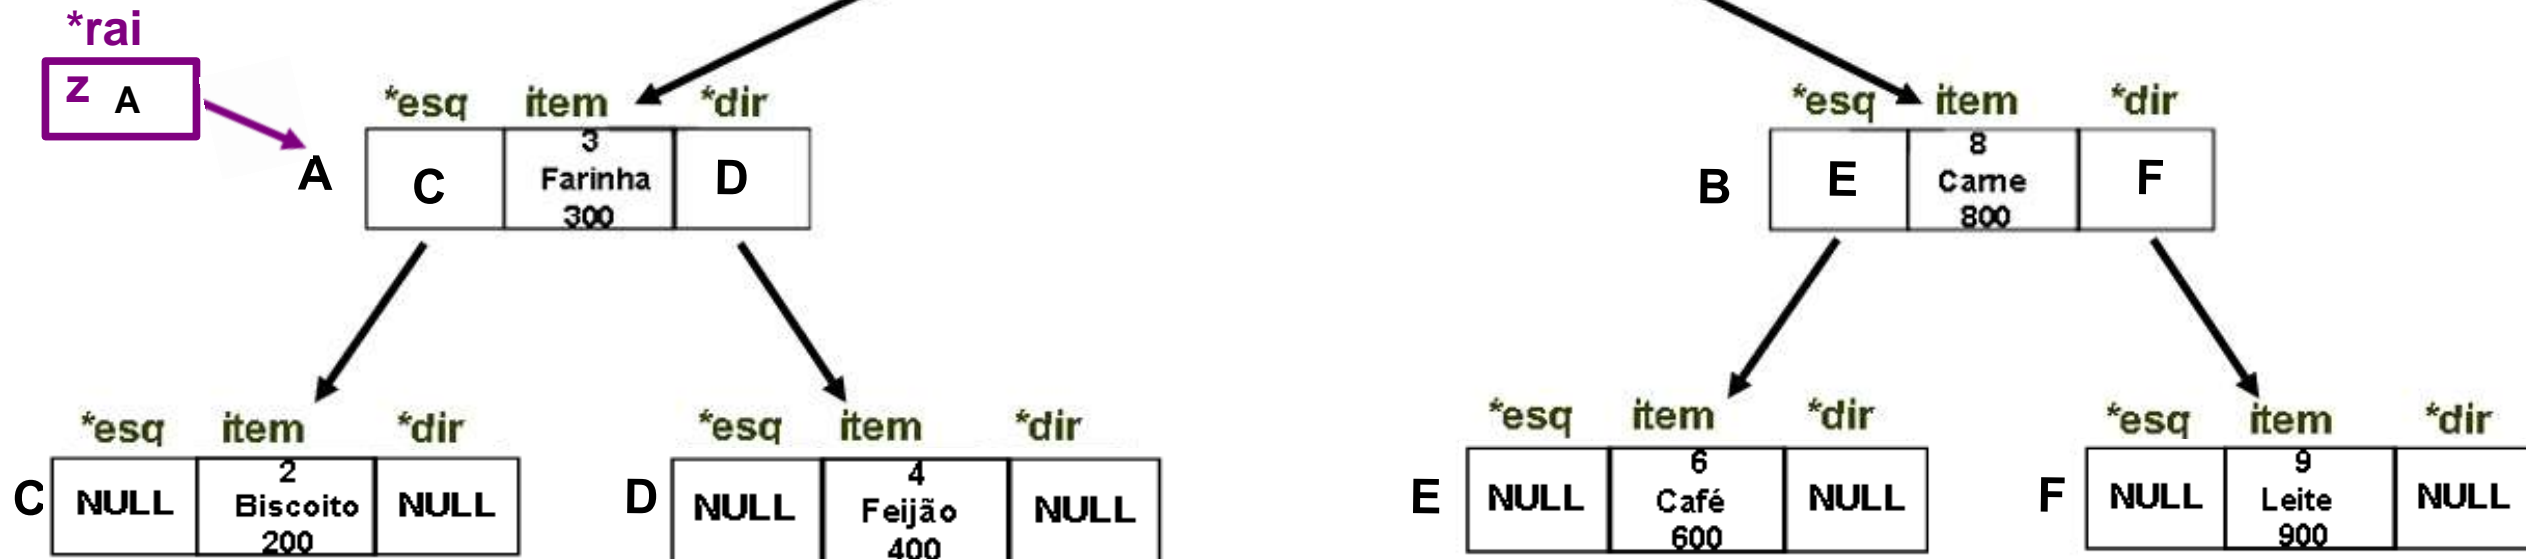 *rai
z A
*esq item *dir
A C 3 D
Farinha
300
*esq item *dir
B E 8 F
Carne
800
*esq item *dir
C NULL 2 NULL
Biscoito
200
*esq item *dir
D NULL 4 NULL
Feijão
400
*esq item *dir
E NULL 6 NULL
Café
600
*esq item *dir
F NULL 9 NULL
Leite
900